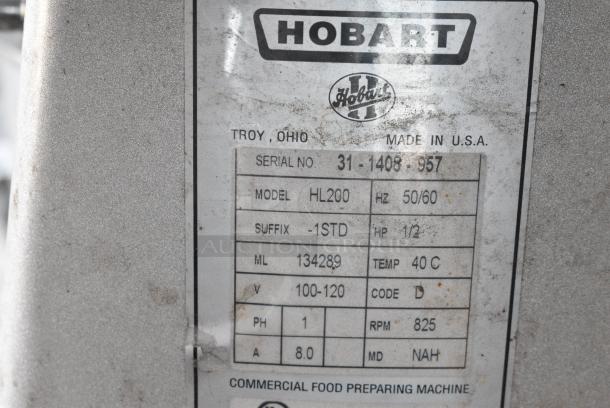 HOBART
Hobart
TROY, OHIO MADE IN U.S.A.
SERIAL NO. 31 - 1408 - 957
MODEL HL200 HZ 50/60
SUFFIX -1STD HP 1/2
ML 134289 TEMP 40 C
V 100-120 CODE D
PH 1 RPM 825
A 8.0 MD NAH
COMMERCIAL FOOD PREPARING MACHINE